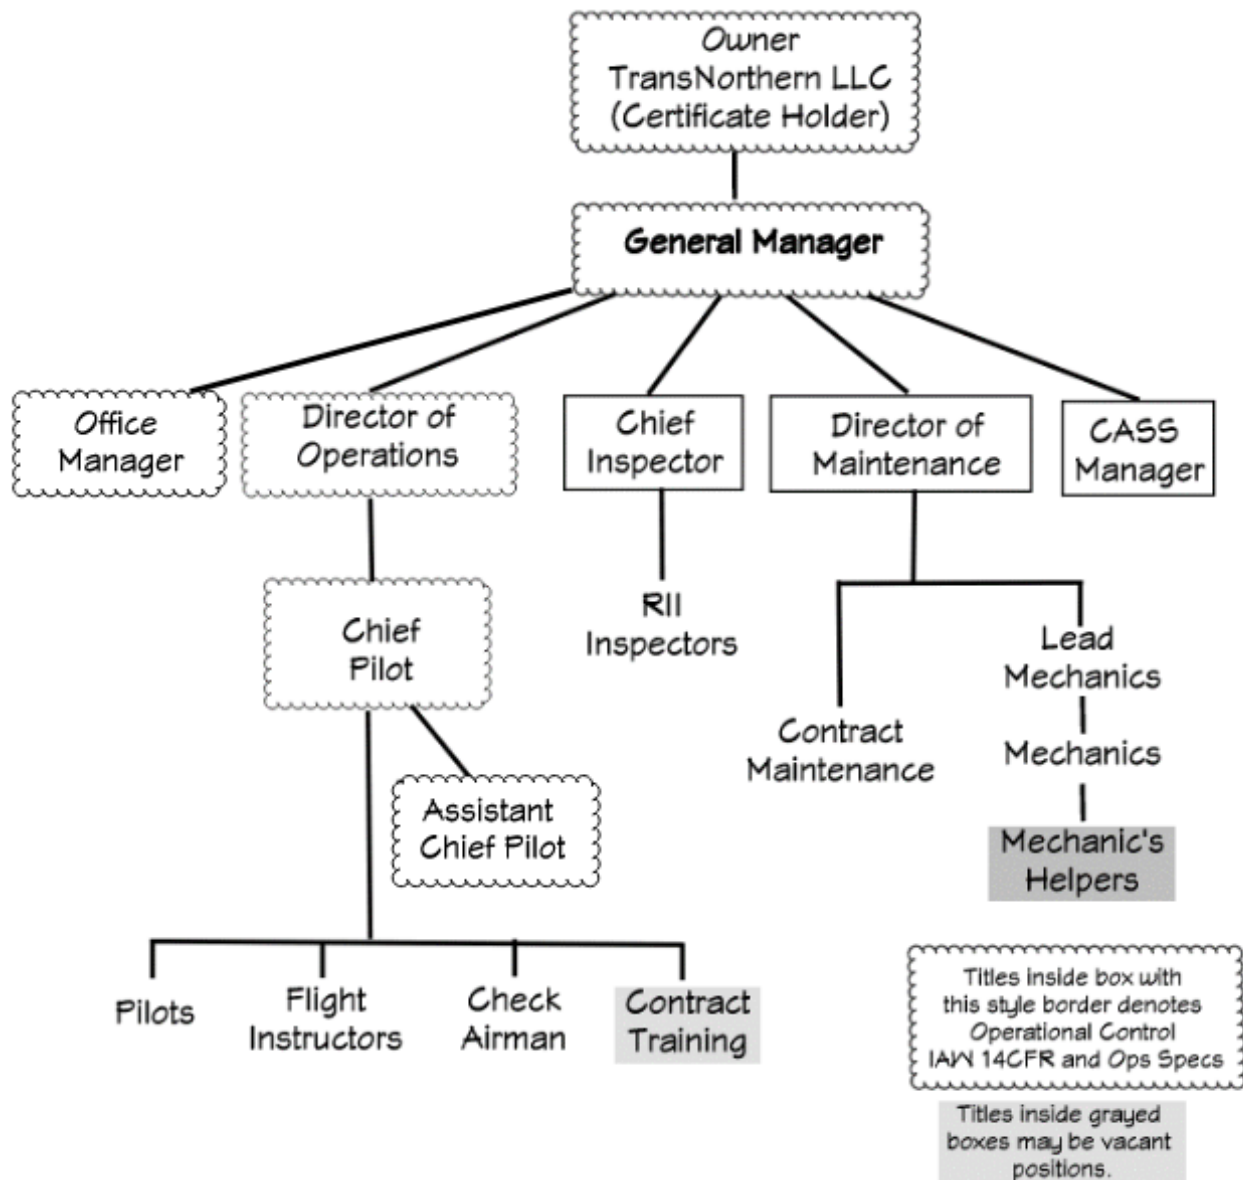 Owner
TransNorthern LLC
(Certificate Holder)
General Manager
Office
Manager
Director of
Operations
Chief
Inspector
Director of
Maintenance
CASS
Manager
Chief
Pilot
RII
Inspectors
Lead
Mechanics
Contract
Maintenance
Mechanics
Assistant
Chief Pilot
Mechanic's
Helpers
Pilots
Flight
Instructors
Check
Airman
Contract
Training
Titles inside box with
this style border denotes
Operational Control
IAW 14CFR and Ops Specs
Titles inside grayed
boxes may be vacant
positions.